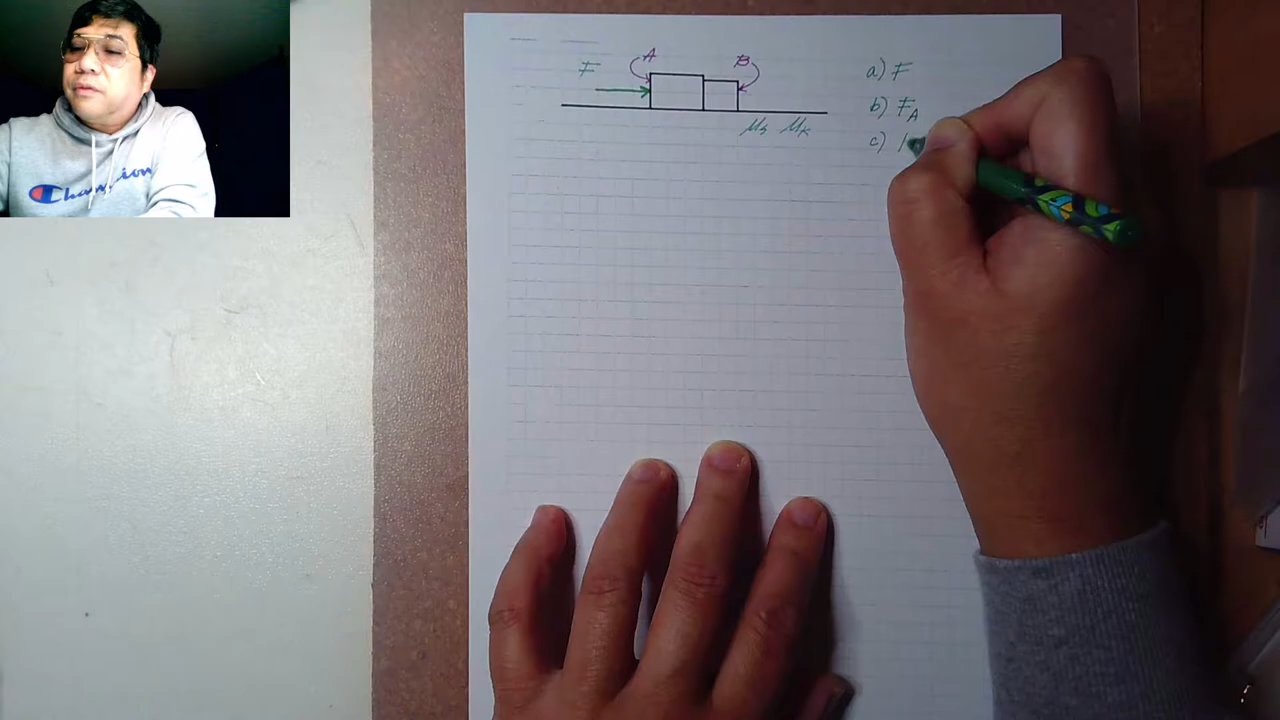 Champion
F
A
B
μs μk
a) F
b) FA
c)